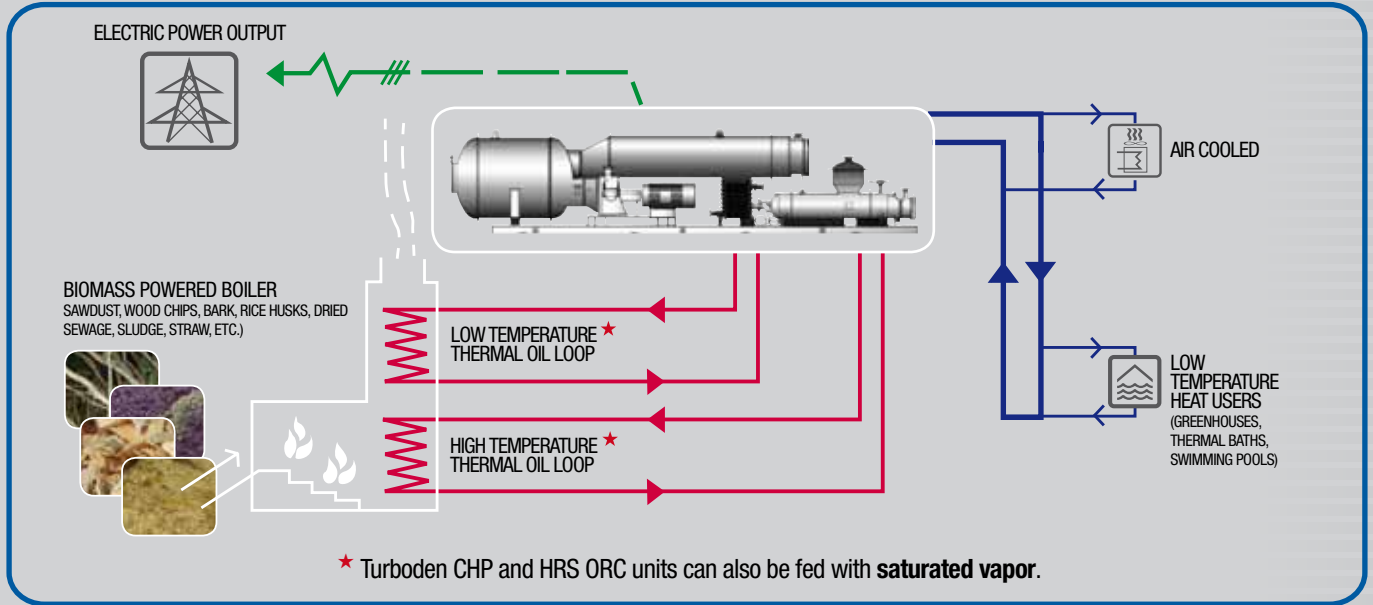 ELECTRIC POWER OUTPUT
AIR COOLED
BIOMASS POWERED BOILER
SAWDUST, WOOD CHIPS, BARK, RICE HUSKS, DRIED
SEWAGE, SLUDGE, STRAW, ETC.)
LOW TEMPERATURE ★
THERMAL OIL LOOP
HIGH TEMPERATURE ★
THERMAL OIL LOOP
LOW
TEMPERATURE
HEAT USERS
(GREENHOUSES,
THERMAL BATHS,
SWIMMING POOLS)
★ Turboden CHP and HRS ORC units can also be fed with saturated vapor.